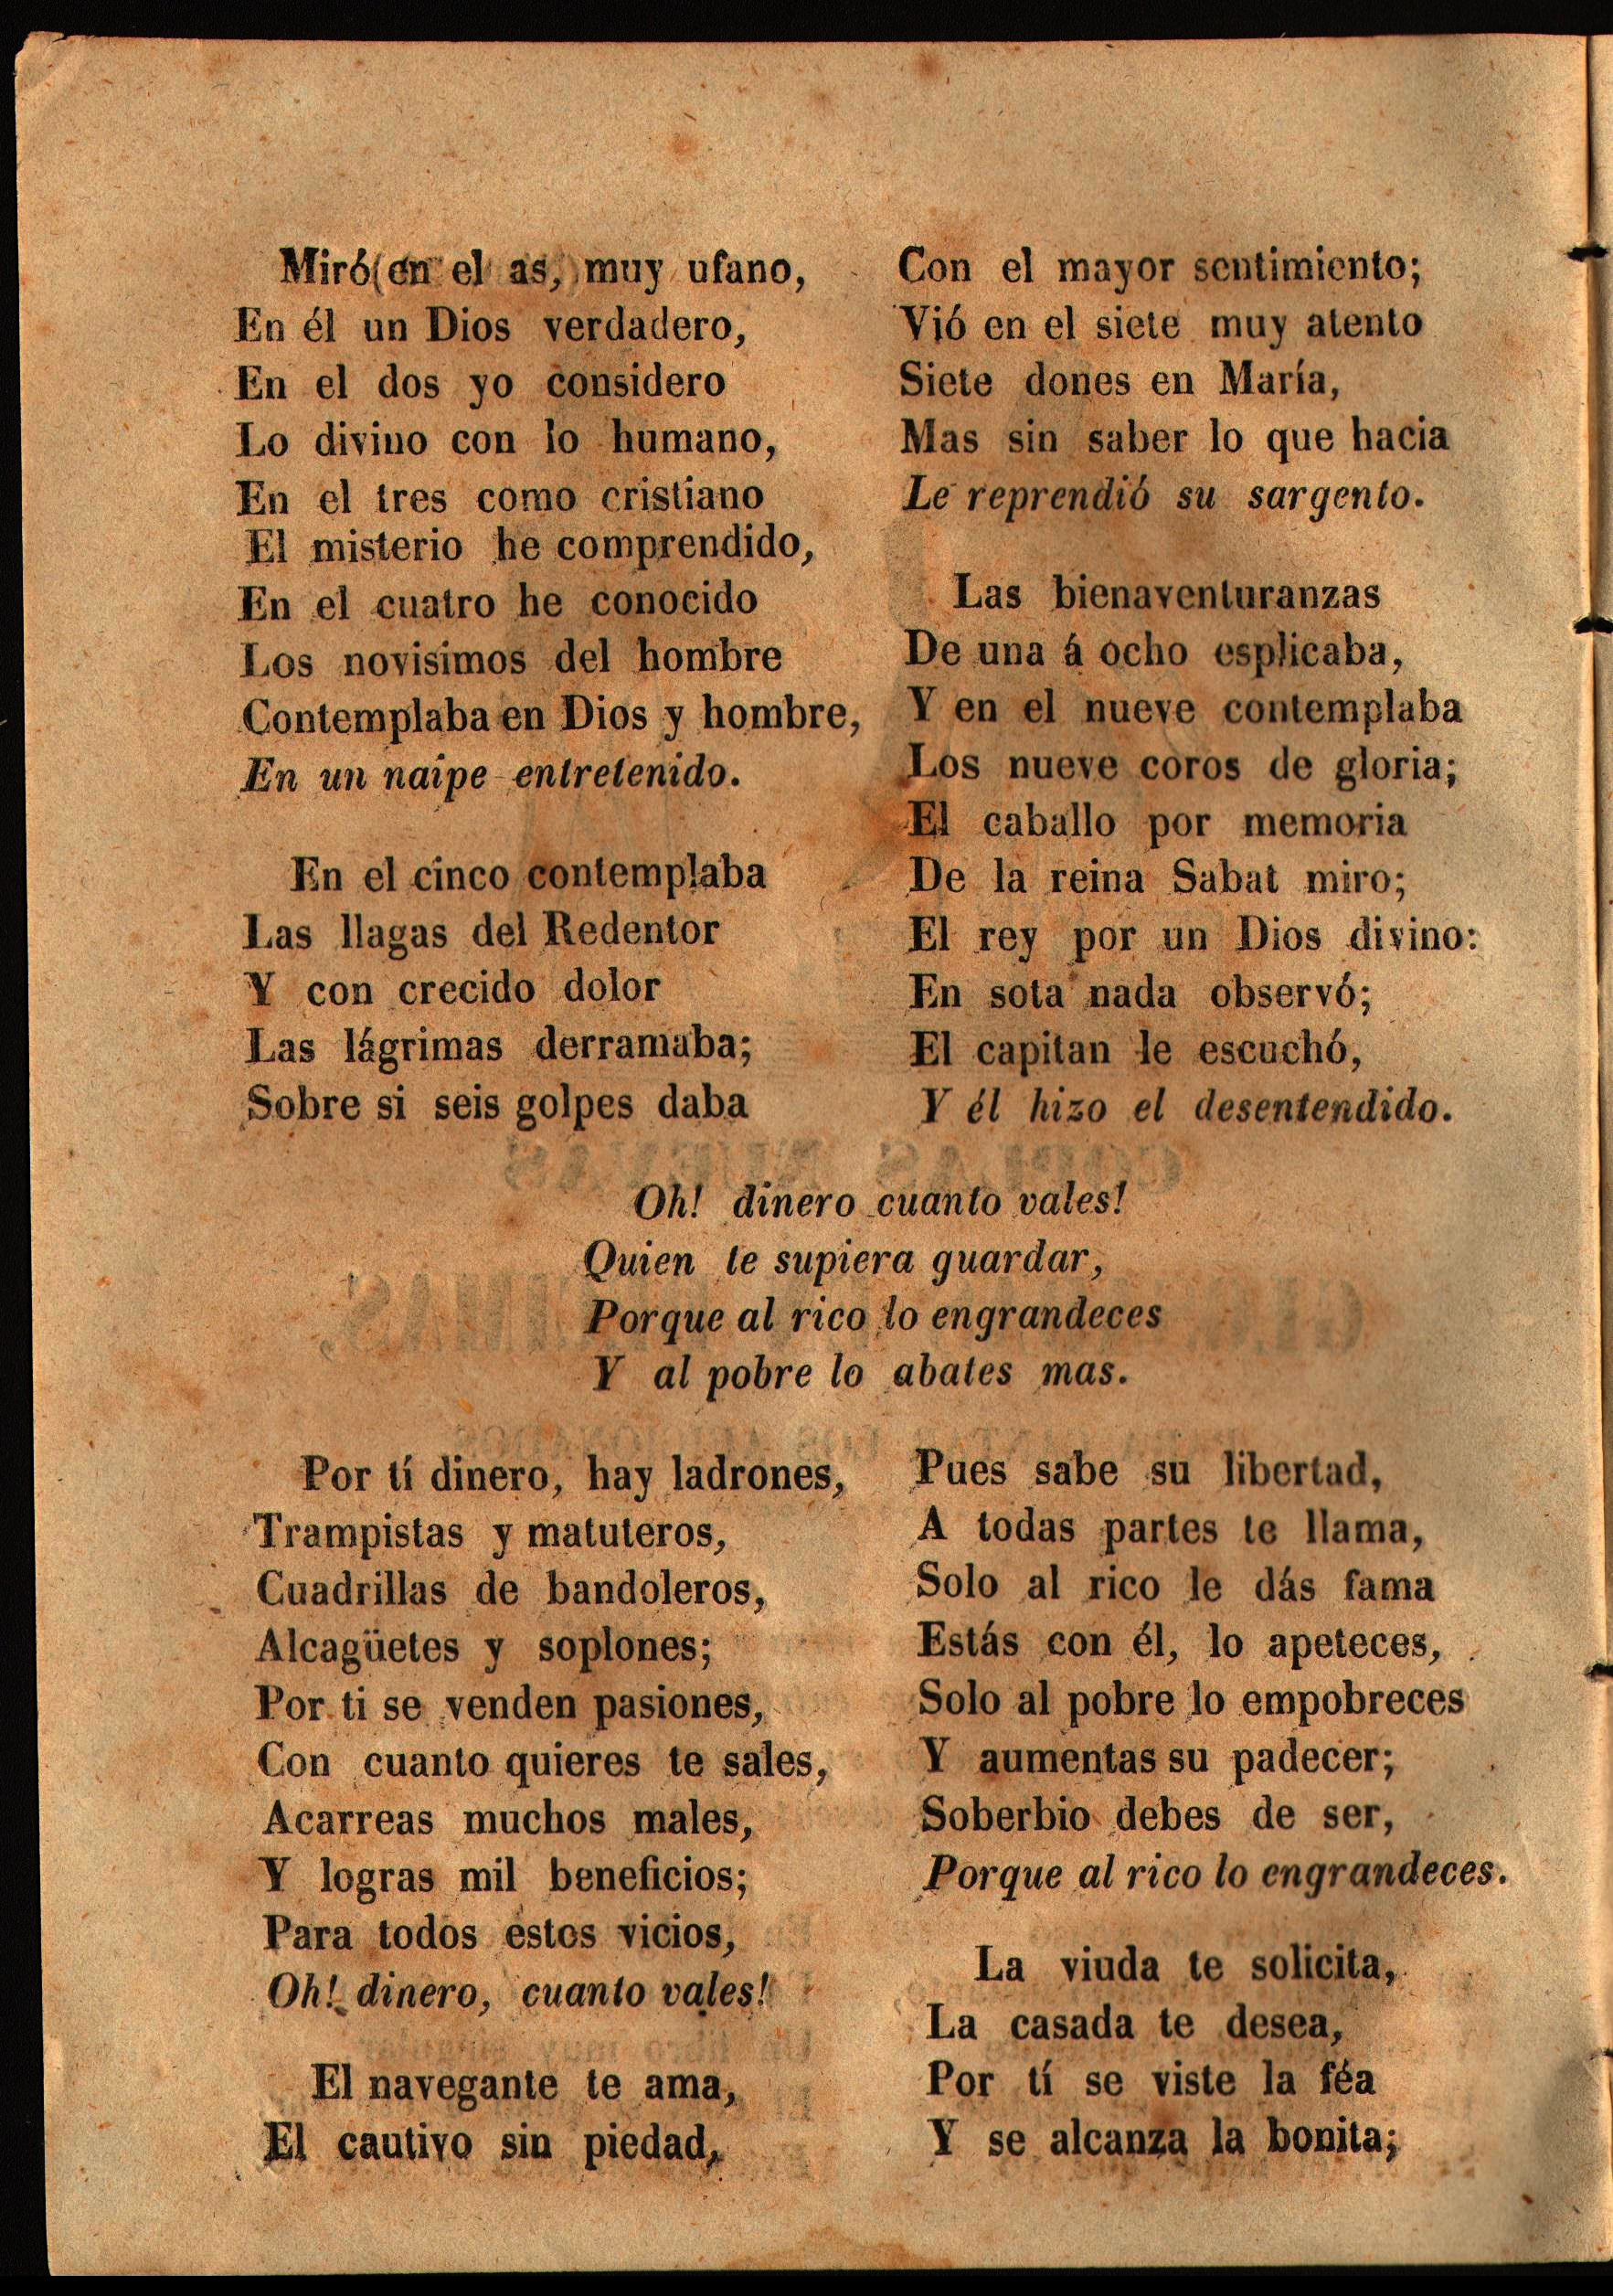 Miró (en el as, muy ufano,
En él un Dios verdadero,
En el dos yo considero
Lo divino con lo humano,
En el tres como cristiano
El misterio he comprendido,
En el cuatro he conocido
Los novisimos del hombre
Contemplaba en Dios y hombre,
En un naipe entretenido.
En el cinco contemplaba
Las llagas del Redentor
Y con crecido dolor
Las lágrimas derramaba;
Sobre si seis golpes daba
Con el mayor sentimiento;
Vió en el siete muy atento
Siete dones en María,
Mas sin saber lo que hacia
Le reprendió su sargento.
Las bienaventuranzas
De una á ocho esplicaba,
Y en el nueve contemplaba
Los nueve coros de gloria;
El caballo por memoria
De la reina Sabat miro;
El rey por un Dios divino:
En sota nada observó;
El capitan le escuchó,
Y él hizo el desentendido.
Oh! dinero cuanto vales!
Quien te supiera guardar,
Porque al rico lo engrandeces
Y al pobre lo abates mas.
Por tí dinero, hay ladrones,
Trampistas y matuteros,
Cuadrillas de bandoleros,
Alcagüetes y soplones;
Por ti se venden pasiones,
Con cuanto quieres te sales,
Acarreas muchos males,
Y logras mil beneficios;
Para todos estos vicios,
Oh! dinero, cuanto vales!
El navegante te ama,
El cautivo sin piedad,
Pues sabe su libertad,
A todas partes te llama,
Solo al rico le dás fama
Estás con él, lo apeteces,
Solo al pobre lo empobreces
Y aumentas su padecer;
Soberbio debes de ser,
Porque al rico lo engrandeces.
La viuda te solicita,
La casada te desea,
Por tí se viste la féa
Y se alcanza la bonita;